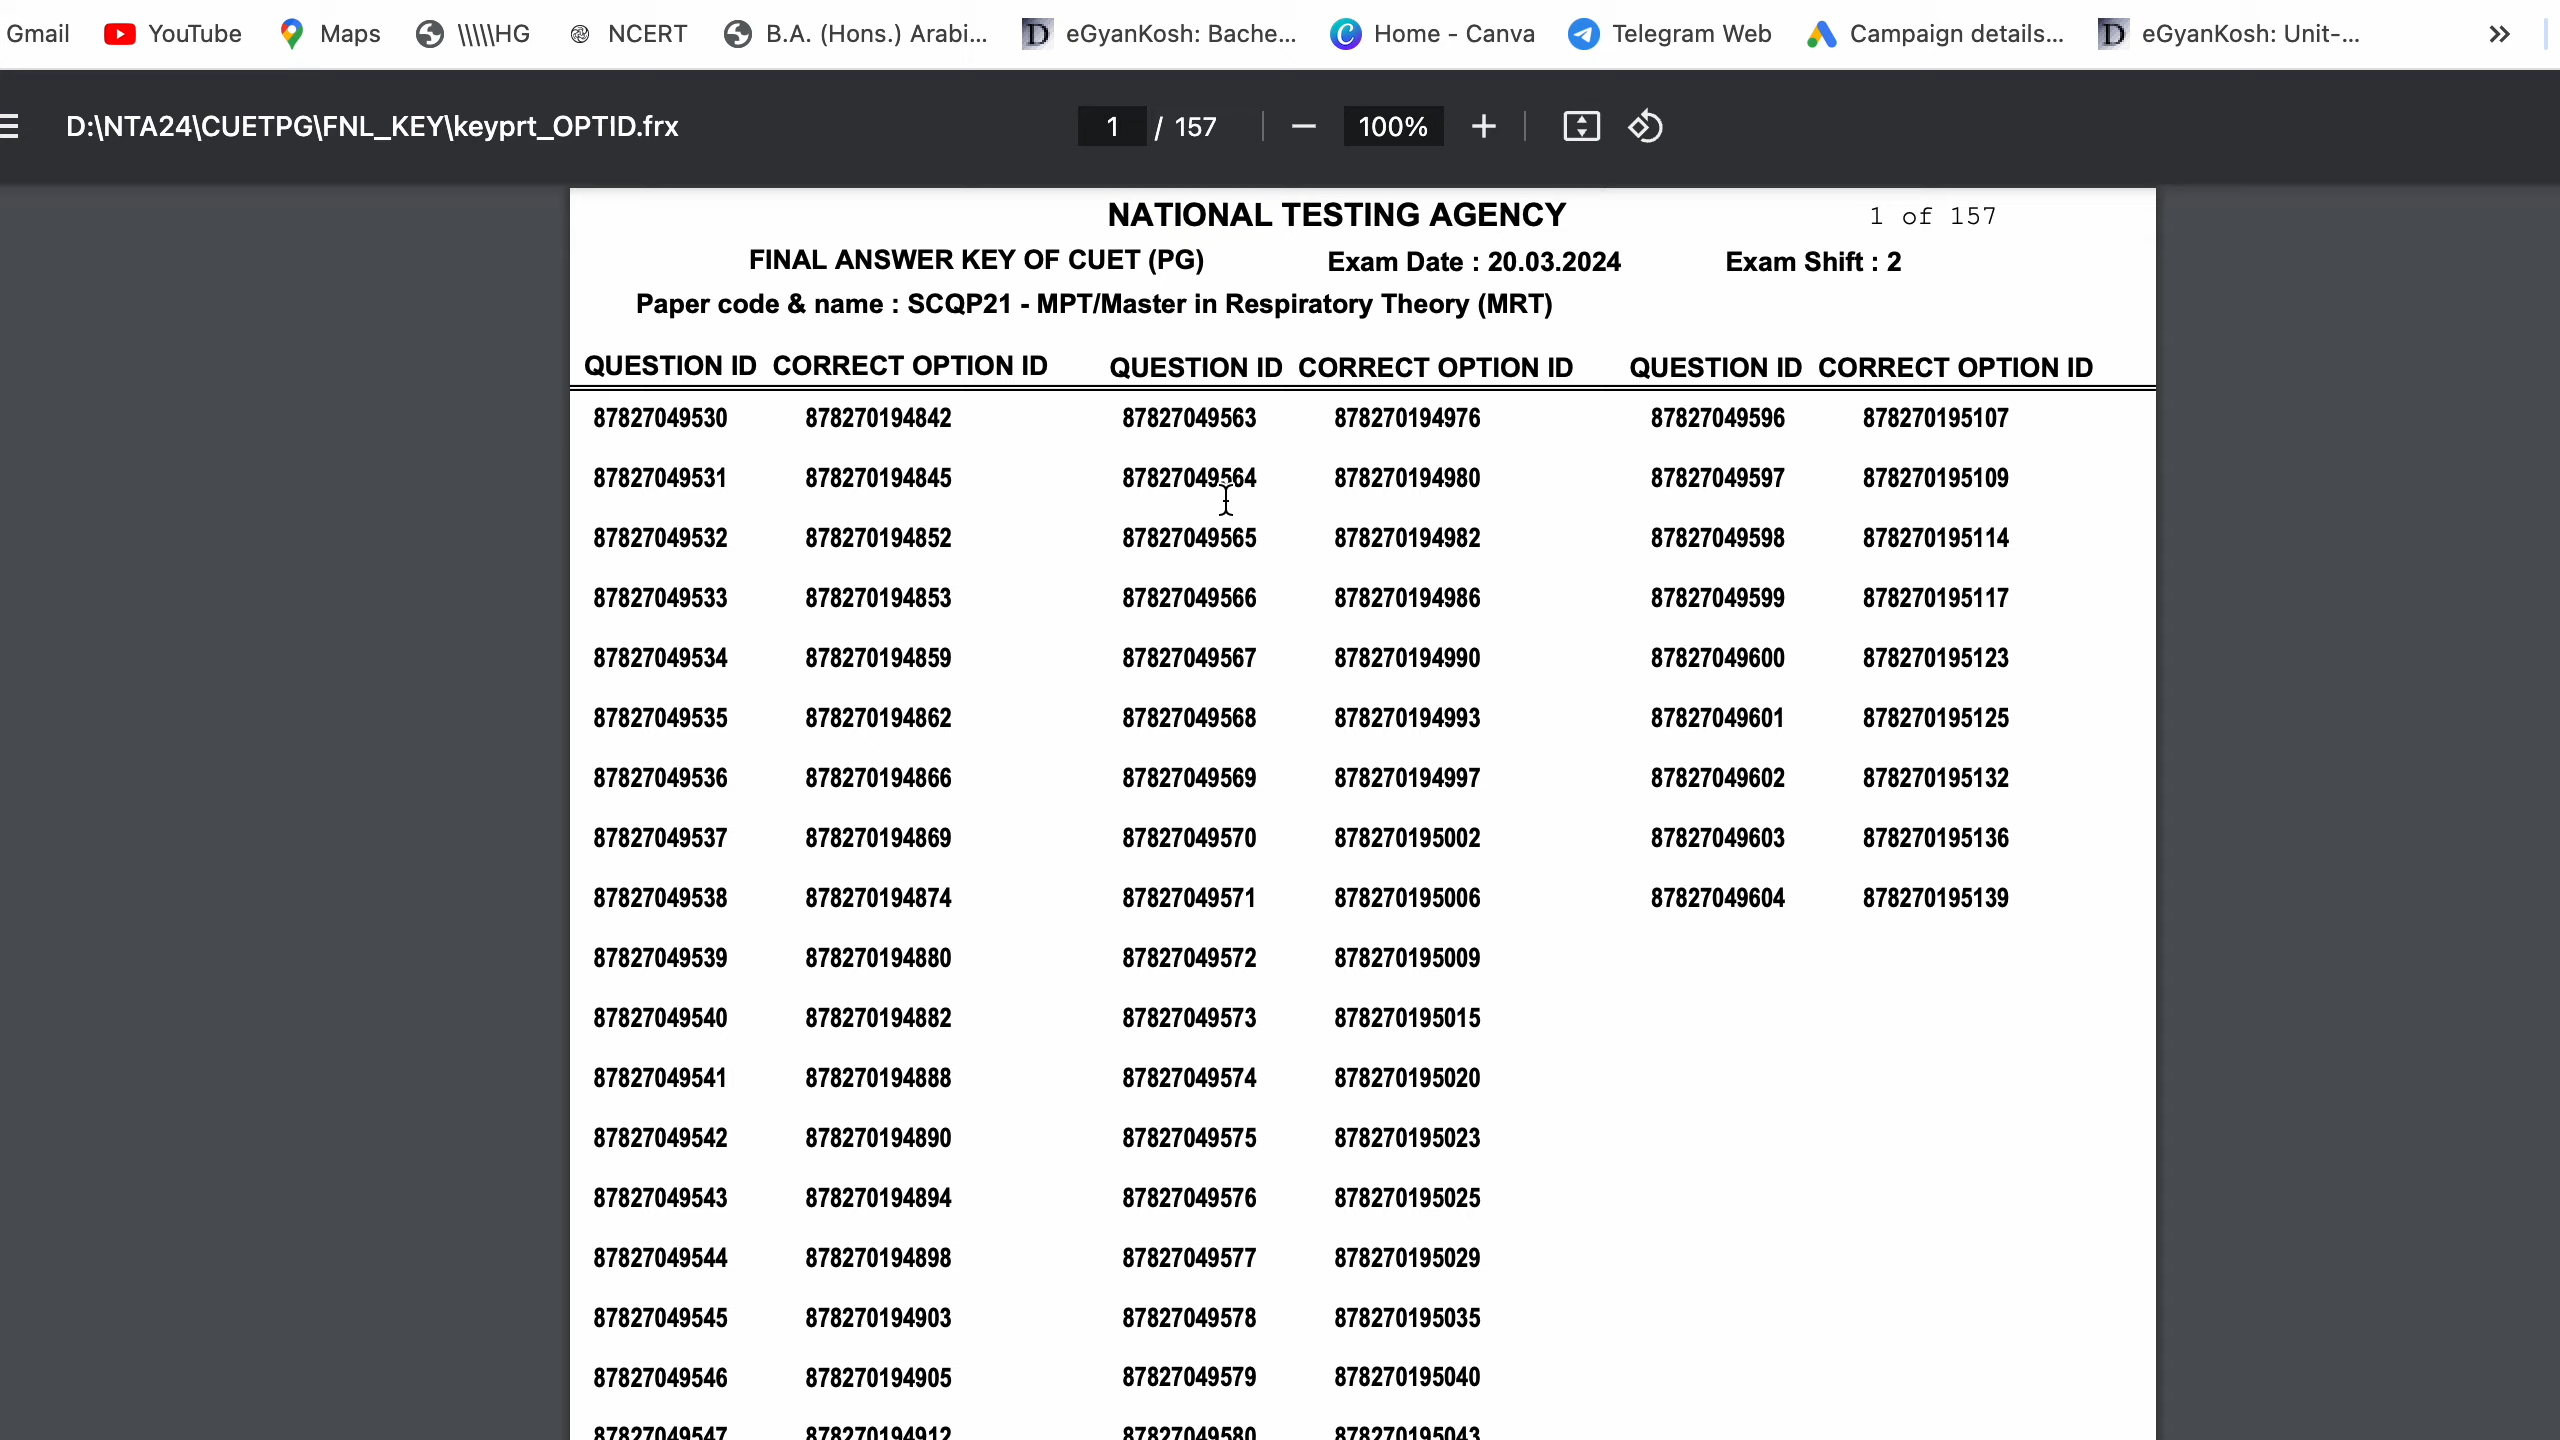 Gmail YouTube Maps \\\\\HG NCERT B.A. (Hons.) Arabi... eGyanKosh: Bache... Home - Canva Telegram Web Campaign details... eGyanKosh: Unit-...
D:\NTA24\CUETPG\FNL_KEY\keyprt_OPTID.frx 1 / 157 100%
NATIONAL TESTING AGENCY 1 of 157
FINAL ANSWER KEY OF CUET (PG) Exam Date : 20.03.2024 Exam Shift : 2
Paper code & name : SCQP21 - MPT/Master in Respiratory Theory (MRT)
QUESTION ID CORRECT OPTION ID QUESTION ID CORRECT OPTION ID QUESTION ID CORRECT OPTION ID
87827049530 878270194842 87827049563 878270194976 87827049596 878270195107
87827049531 878270194845 87827049564 878270194980 87827049597 878270195109
87827049532 878270194852 87827049565 878270194982 87827049598 878270195114
87827049533 878270194853 87827049566 878270194986 87827049599 878270195117
87827049534 878270194859 87827049567 878270194990 87827049600 878270195123
87827049535 878270194862 87827049568 878270194993 87827049601 878270195125
87827049536 878270194866 87827049569 878270194997 87827049602 878270195132
87827049537 878270194869 87827049570 878270195002 87827049603 878270195136
87827049538 878270194874 87827049571 878270195006 87827049604 878270195139
87827049539 878270194880 87827049572 878270195009
87827049540 878270194882 87827049573 878270195015
87827049541 878270194888 87827049574 878270195020
87827049542 878270194890 87827049575 878270195023
87827049543 878270194894 87827049576 878270195025
87827049544 878270194898 87827049577 878270195029
87827049545 878270194903 87827049578 878270195035
87827049546 878270194905 87827049579 878270195040
87827049547 878270194912 87827049580 878270195043